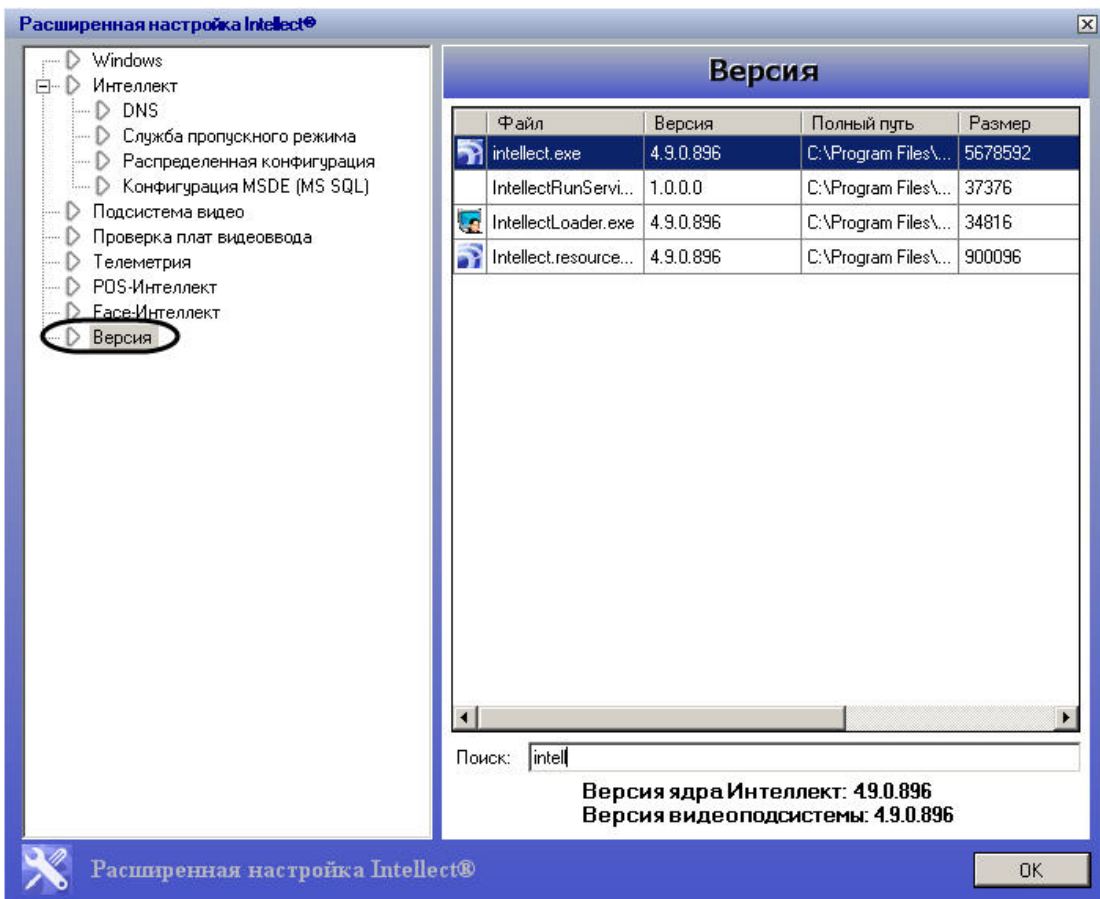 Расширенная настройка Intellect®
Windows
Интеллект
DNS
Служба пропускного режима
Распределенная конфигурация
Конфигурация MSDE (MS SQL)
Подсистема видео
Проверка плат видеоввода
Телеметрия
POS-Интеллект
Face-Интеллект
Версия
Версия
Файл Версия Полный путь Размер
intellect.exe 4.9.0.896 C:\Program Files\... 5678592
IntellectRunServi... 1.0.0.0 C:\Program Files\... 37376
IntellectLoader.exe 4.9.0.896 C:\Program Files\... 34816
Intellect.resource... 4.9.0.896 C:\Program Files\... 900096
Поиск: intell
Версия ядра Интеллект: 4.9.0.896
Версия видеоподсистемы: 4.9.0.896
Расширенная настройка Intellect®
OK